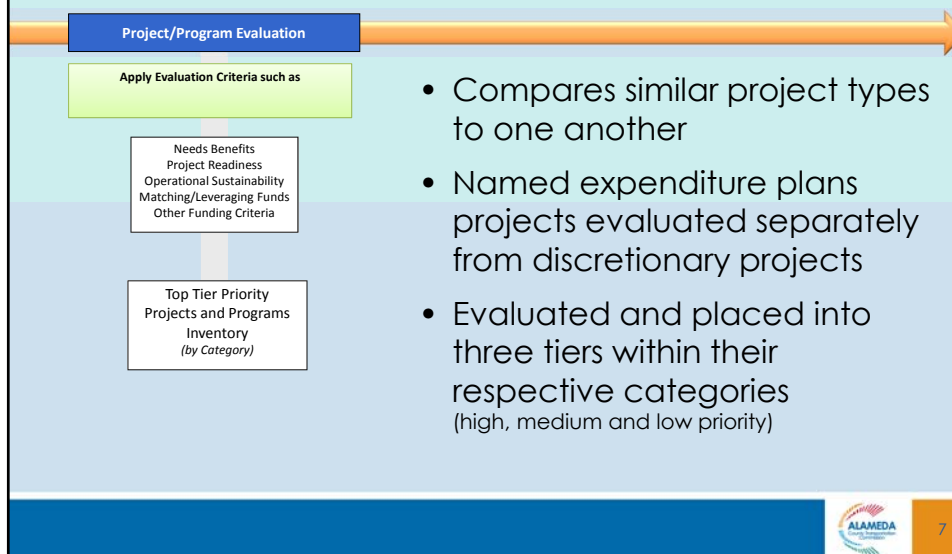 Project/Program Evaluation
Apply Evaluation Criteria such as
Needs Benefits
Project Readiness
Operational Sustainability
Matching/Leveraging Funds
Other Funding Criteria
Top Tier Priority
Projects and Programs
Inventory
(by Category)
• Compares similar project types
to one another
• Named expenditure plans
projects evaluated separately
from discretionary projects
• Evaluated and placed into
three tiers within their
respective categories
(high, medium and low priority)
ALAMEDA
County Transportation
Commission
7